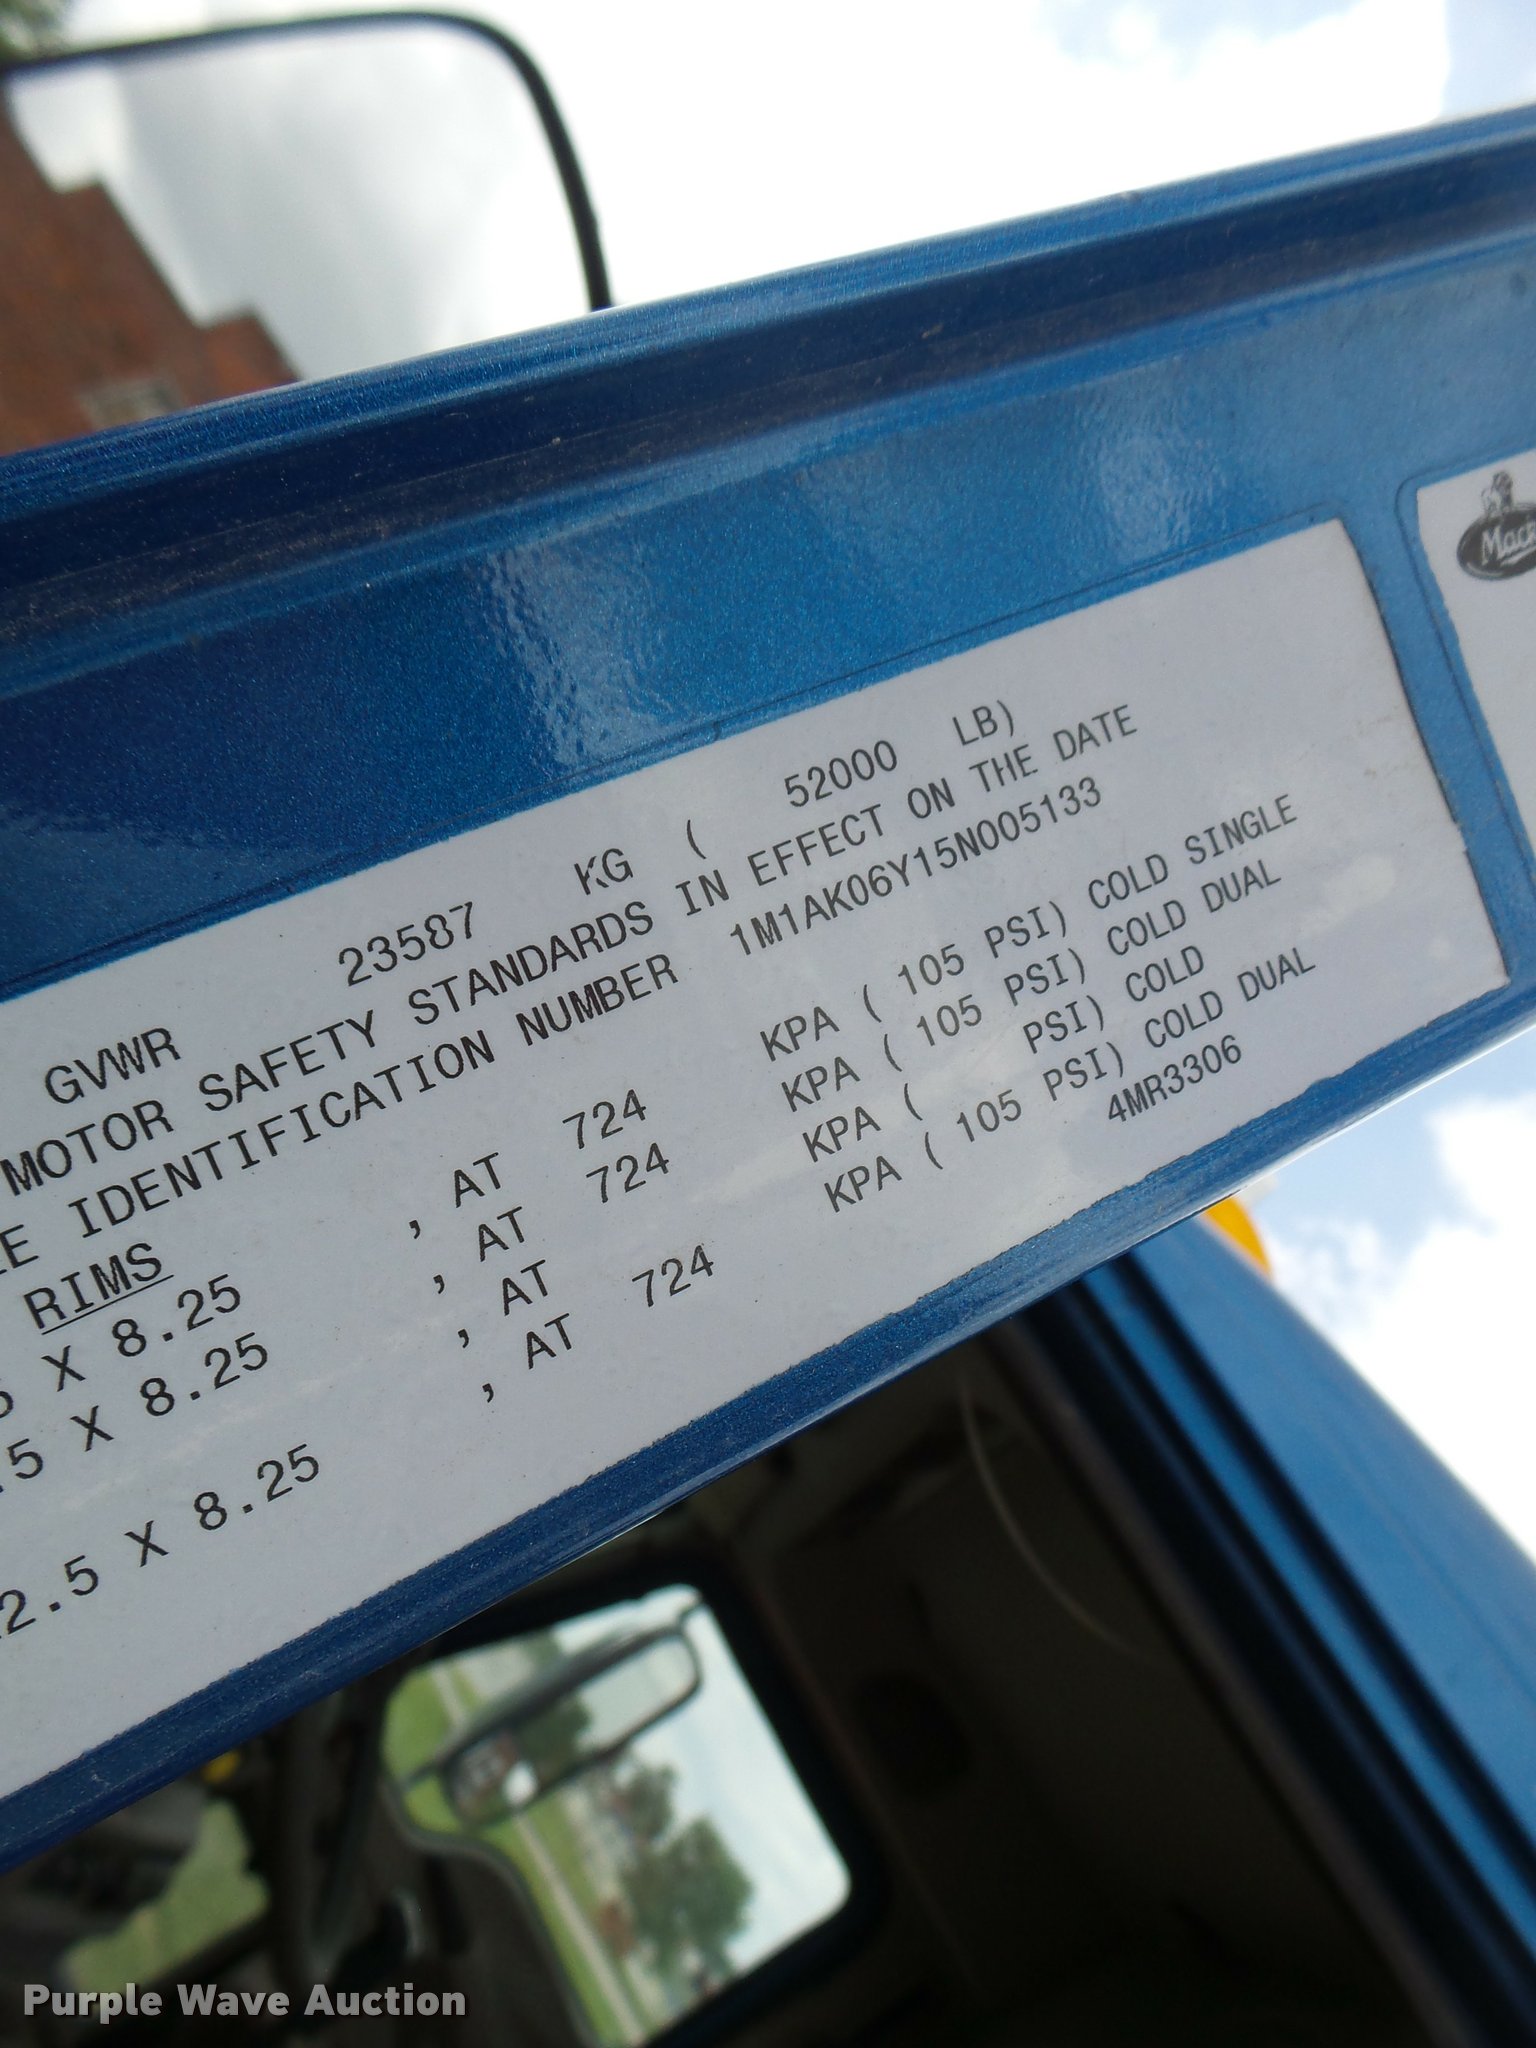 GVWR 23587 KG ( 52000 LB)
MOTOR SAFETY STANDARDS IN EFFECT ON THE DATE
IDENTIFICATION NUMBER 1M1AK06Y15N005133
RIMS
X 8.25 , AT 724 KPA ( 105 PSI) COLD SINGLE
.5 X 8.25 , AT 724 KPA ( 105 PSI) COLD DUAL
, AT KPA ( PSI) COLD
2.5 X 8.25 , AT 724 KPA ( 105 PSI) COLD DUAL
4MR3306
Mack
Purple Wave Auction